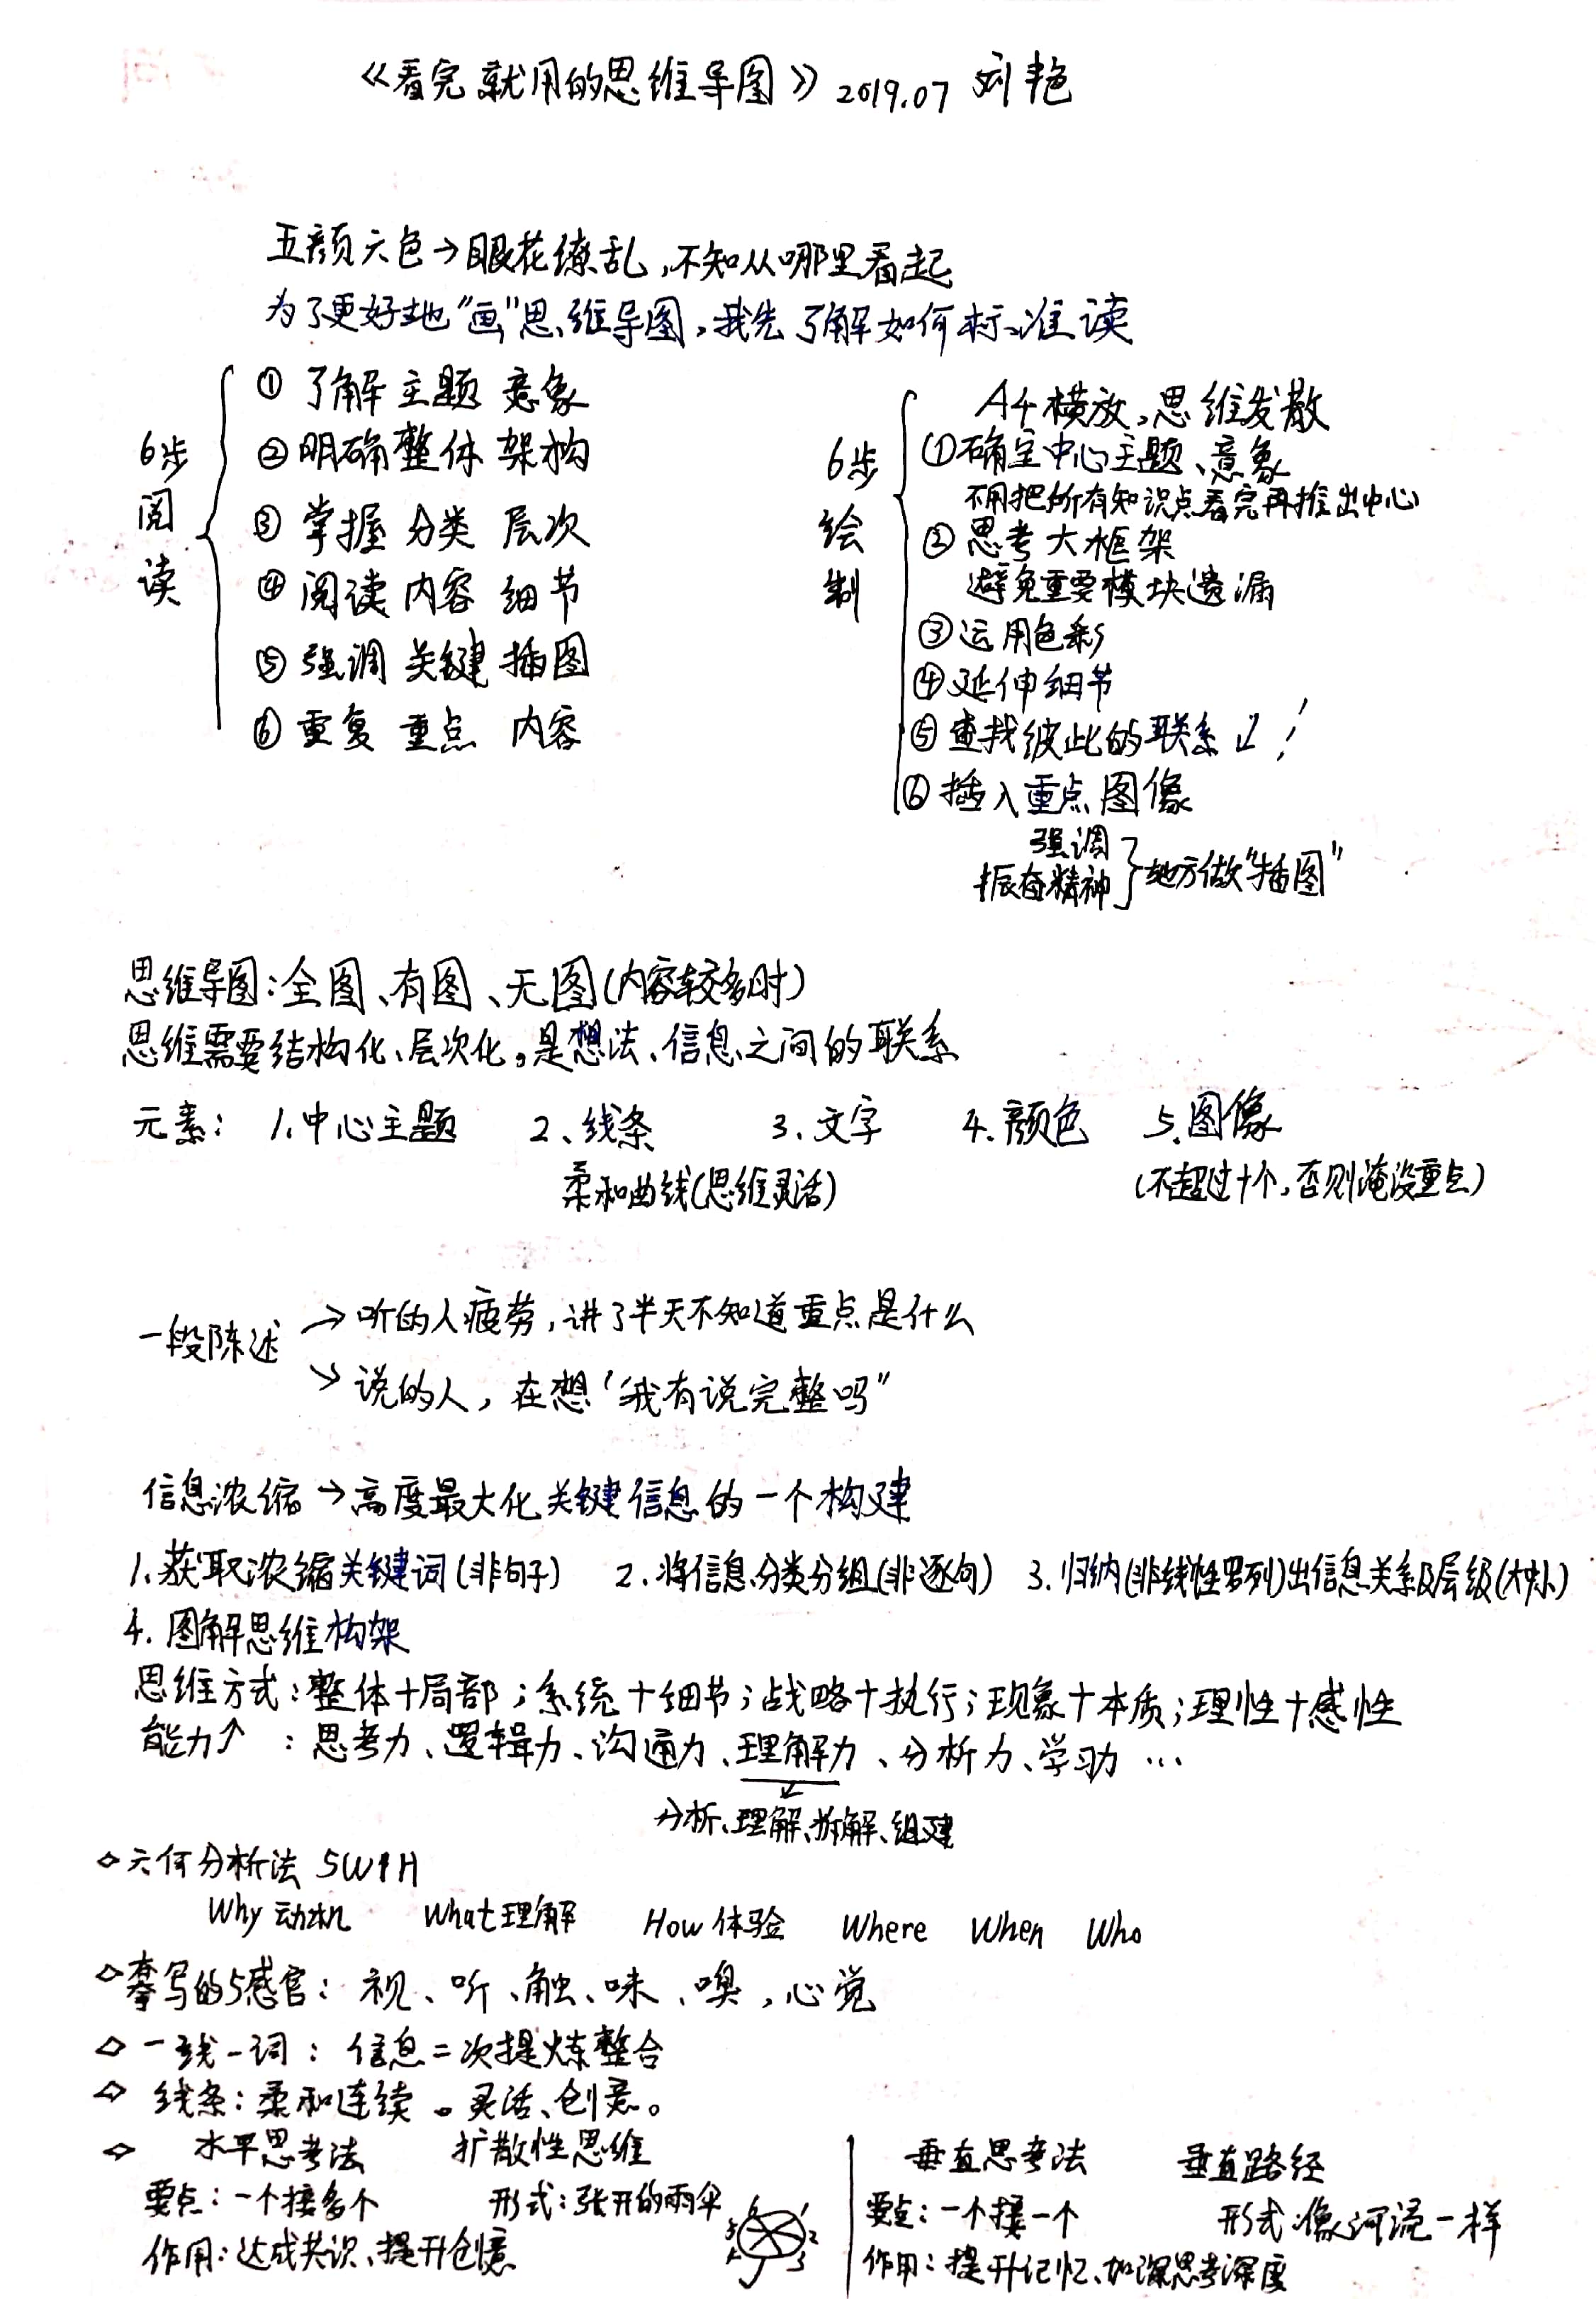 《看完就用的思维导图》2019.07 刘艳
五颜六色→眼花缭乱,不知从哪里看起
为了更好地“画”思维导图,我先了解如何标准读
6步阅读
① 了解 主题 意象
② 明确 整体 架构
③ 掌握 分类 层次
④ 阅读 内容 细节
⑤ 强调 关键 插图
⑥ 重复 重点 内容
6步绘制
A4横放,思维发散
①确定中心主题、意象
不用把所有知识点看完再推出中心
②思考大框架
避免重要模块遗漏
③运用色彩
④延伸细节
⑤查找彼此的联系↙!
⑥插入重点图像
强调
振奋精神}地方做“插图”
思维导图:全图、有图、无图(内容较多时)
思维需要结构化、层次化。是想法、信息之间的联系
元素: 1.中心主题 2、线条 3.文字 4.颜色 5.图像
柔和曲线(思维灵活) (不超过十个,否则淹没重点)
一段陈述
→听的人疲劳,讲了半天不知道重点是什么
↘说的人,在想“我有说完整吗”
信息浓缩→高度最大化关键信息的一个构建
1.获取浓缩关键词(非句子) 2.将信息分类分组(非逐句) 3.归纳(非线性罗列)出信息关系及层级(大中小)
4.图解思维构架
思维方式:整体+局部;系统+细节;战略+执行;现象+本质;理性+感性
能力↑:思考力、逻辑力、沟通力、理解力、分析力、学习力…
分析、理解、拆解、组建
◇六何分析法 5W1H
Why动机 What理解 How体验 Where When Who
◇摹写的5感官:视、听、触、味、嗅,心觉
◇一线一词:信息二次提炼整合
◇线条:柔和连续。灵活、创意。
◇ 水平思考法 扩散性思维
要点:一个接多个 形式:张开的雨伞
作用:达成共识、提升创意
垂直思考法 垂直路径
要点:一个接一个 形式:像河流一样
作用:提升记忆、加深思考深度